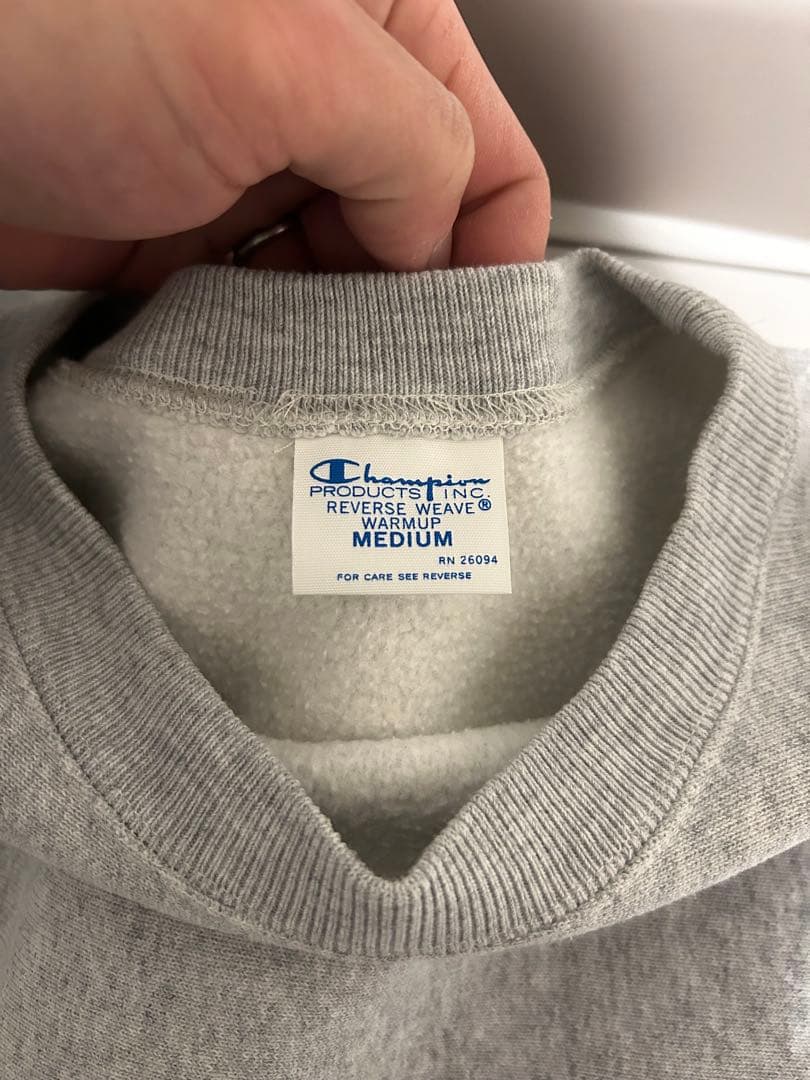 Champion
PRODUCTS INC.
REVERSE WEAVE®
WARMUP
MEDIUM
RN 26094
FOR CARE SEE REVERSE